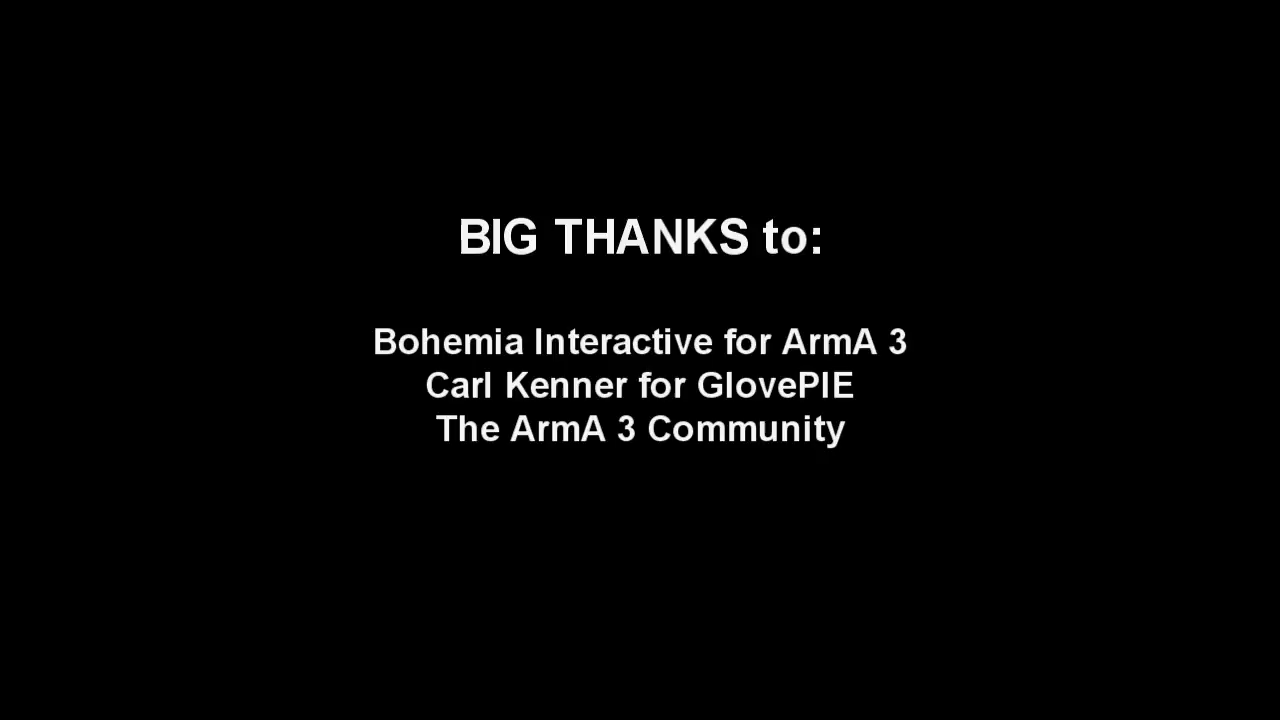 BIG THANKS to:
Bohemia Interactive for ArmA 3
Carl Kenner for GlovePIE
The ArmA 3 Community